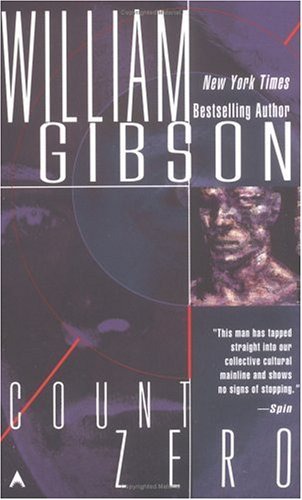 WILLIAM
GIBSON
New York Times
Bestselling Author
"This man has tapped
straight into our
collective cultural
mainline and shows
no signs of stopping."
—Spin
COUNT
ZERO